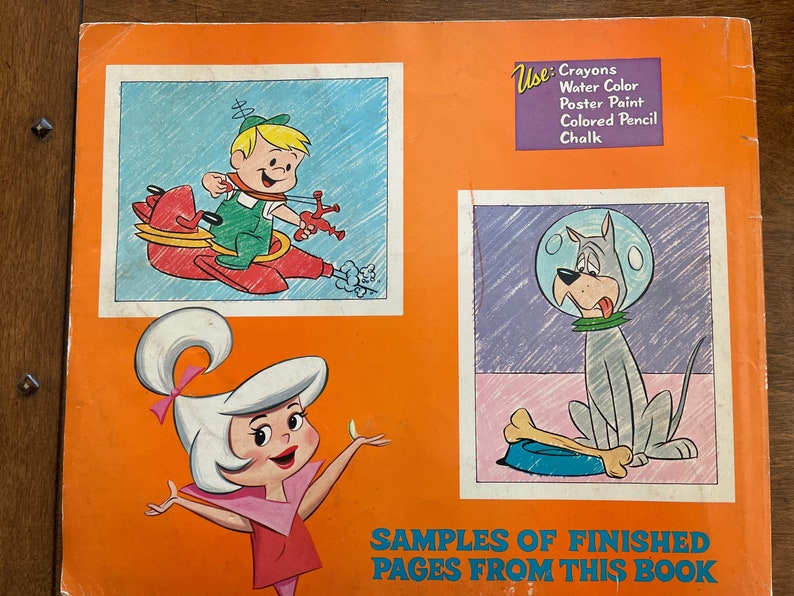 Use: Crayons
Water Color
Poster Paint
Colored Pencil
Chalk
SAMPLES OF FINISHED
PAGES FROM THIS BOOK